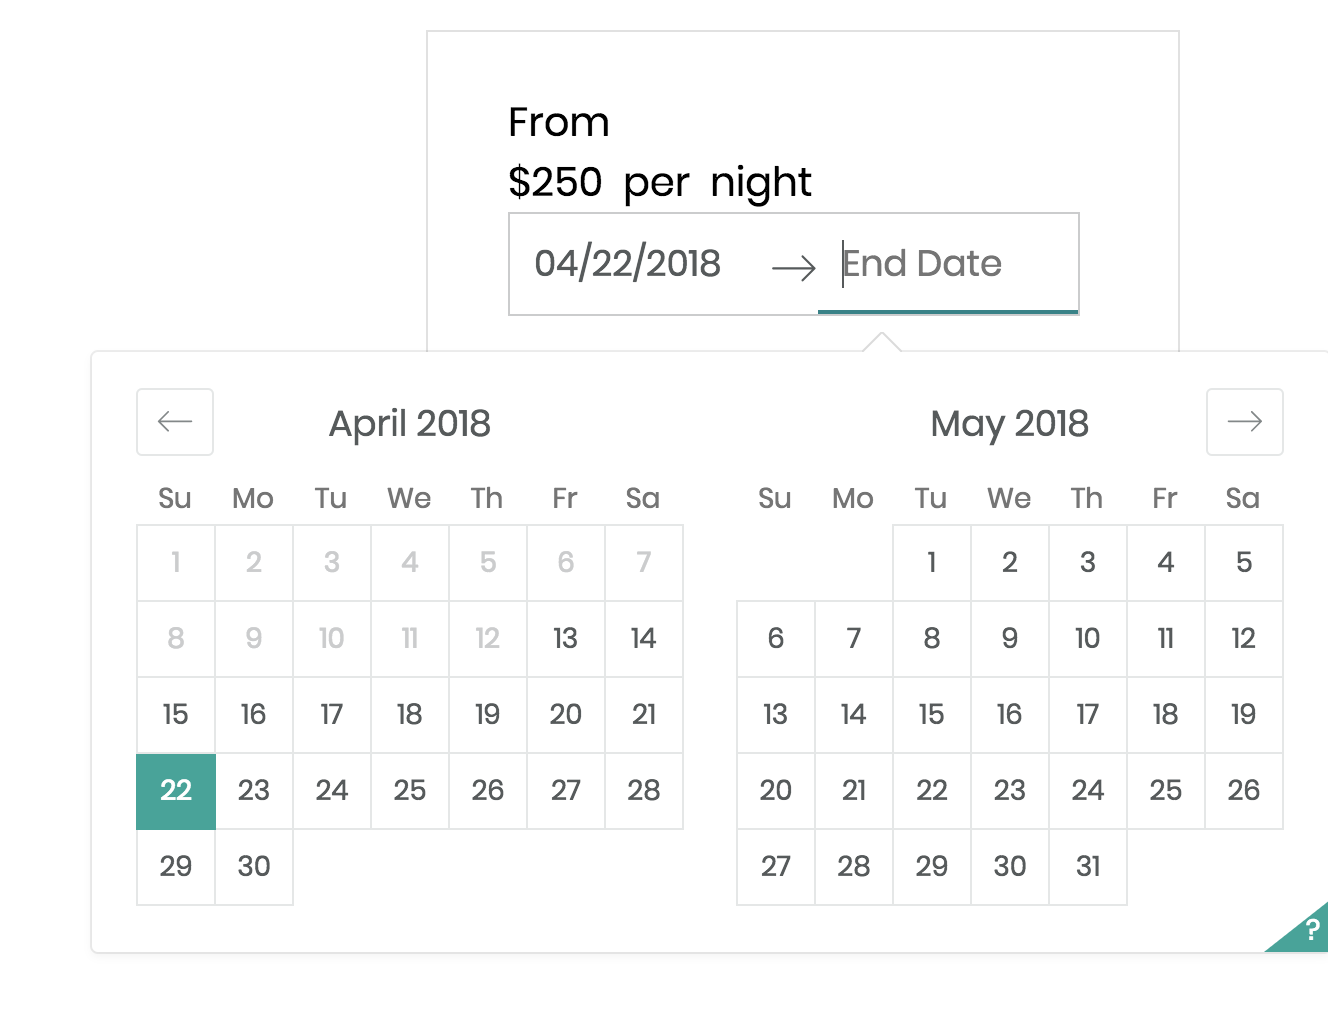 From
$250 per night
04/22/2018 → End Date
← April 2018
Su Mo Tu We Th Fr Sa
1 2 3 4 5 6 7
8 9 10 11 12 13 14
15 16 17 18 19 20 21
22 23 24 25 26 27 28
29 30
May 2018 →
Su Mo Tu We Th Fr Sa
1 2 3 4 5
6 7 8 9 10 11 12
13 14 15 16 17 18 19
20 21 22 23 24 25 26
27 28 29 30 31
?